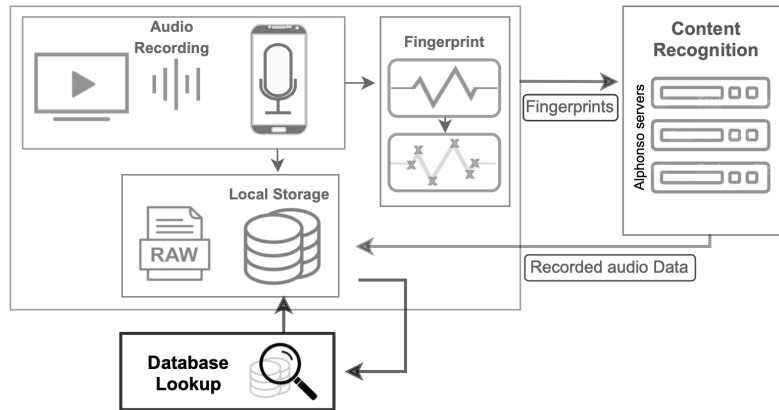 Audio
Recording
Fingerprint
Content
Recognition
Fingerprints
Alphonso servers
Local Storage
RAW
Recorded audio Data
Database
Lookup